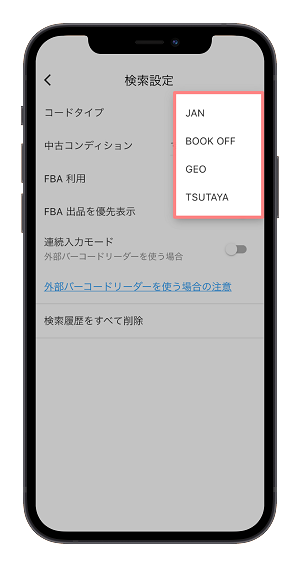 検索設定
コードタイプ
JAN
BOOK OFF
GEO
TSUTAYA
中古コンディション
FBA 利用
FBA 出品を優先表示
連続入力モード
外部バーコードリーダーを使う場合
外部バーコードリーダーを使う場合の注意
検索履歴をすべて削除